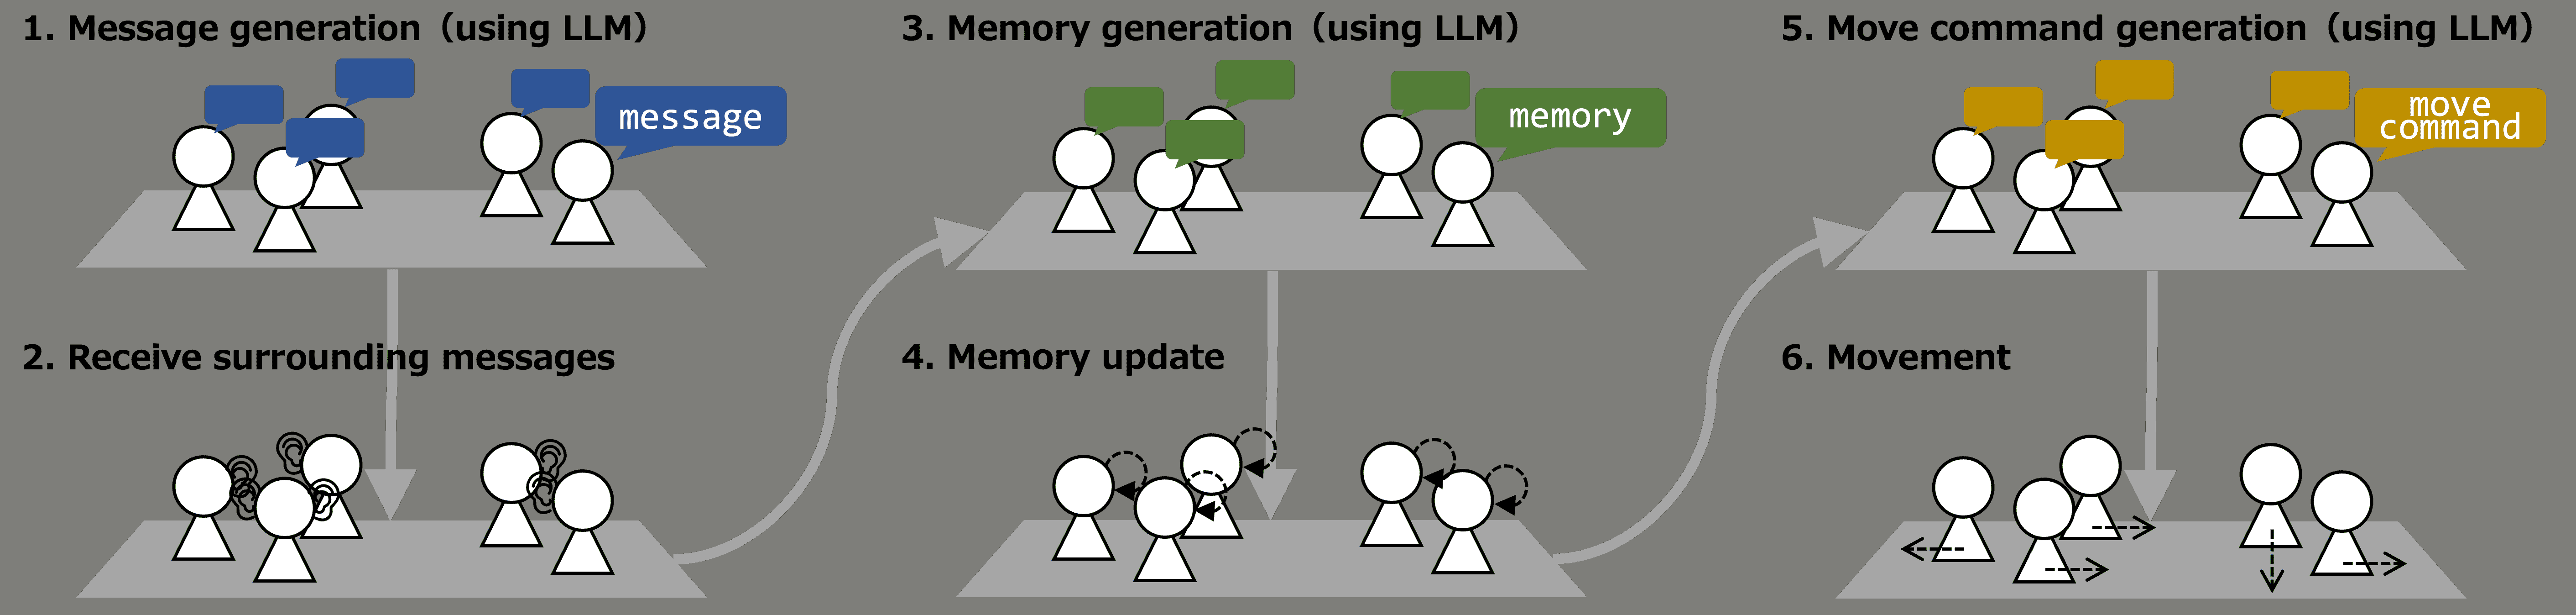 1. Message generation（using LLM）
message
2. Receive surrounding messages
3. Memory generation（using LLM）
memory
4. Memory update
5. Move command generation（using LLM）
move
command
6. Movement